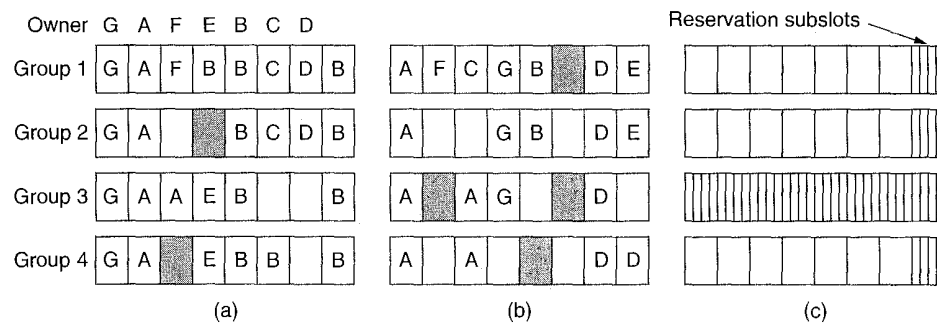 Reservation subslots
Owner G A F E B C D
Group 1 G A F B B C D B A F C G B D E
Group 2 G A B C D B A G B D E
Group 3 G A A E B B A A G D
Group 4 G A E B B B A A D D
(a) (b) (c)